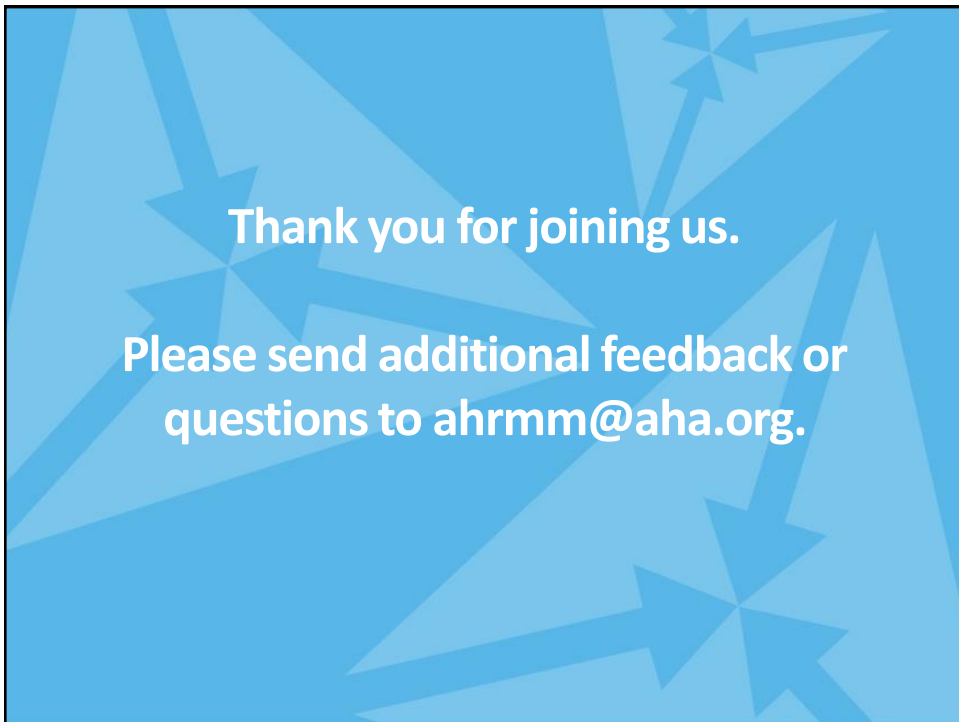 Thank you for joining us.
Please send additional feedback or
questions to ahrmm@aha.org.